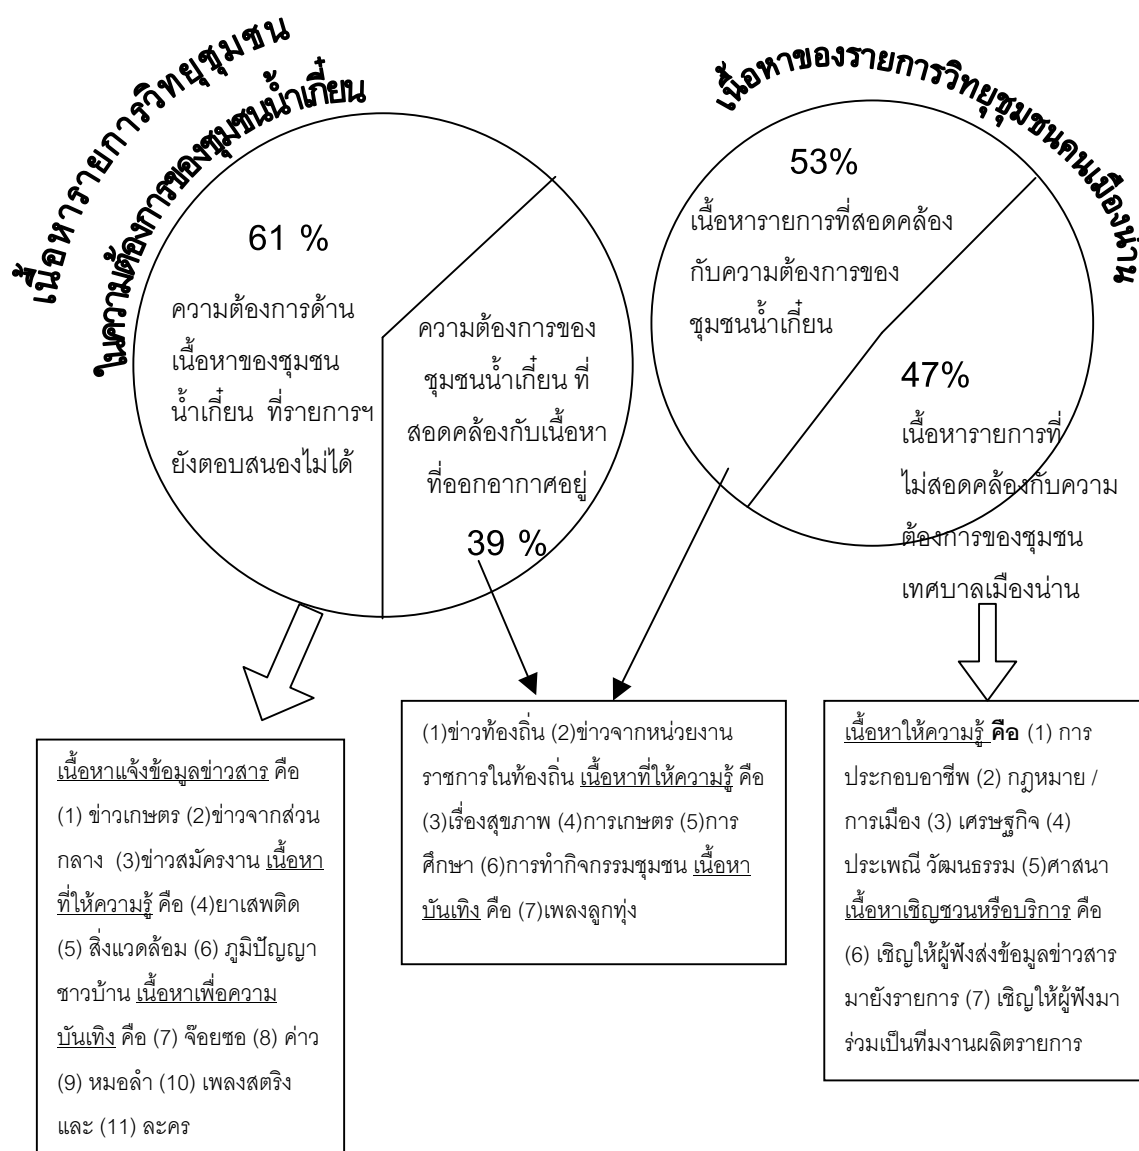 เนื้อหารายการวิทยุชุมชน
ในความต้องการของชุมชนน้ำเกี๋ยน
61 %
ความต้องการด้าน
เนื้อหาของชุมชน
น้ำเกี๋ยน ที่รายการฯ
ยังตอบสนองไม่ได้
ความต้องการของ
ชุมชนน้ำเกี๋ยน ที่
สอดคล้องกับเนื้อหา
ที่ออกอากาศอยู่
39 %
เนื้อหาของรายการวิทยุชุมชนคนเมืองน่าน
53%
เนื้อหารายการที่สอดคล้อง
กับความต้องการของ
ชุมชนน้ำเกี๋ยน
47%
เนื้อหารายการที่
ไม่สอดคล้องกับความ
ต้องการของชุมชน
เทศบาลเมืองน่าน
เนื้อหาแจ้งข้อมูลข่าวสาร คือ
(1) ข่าวเกษตร (2)ข่าวจากส่วน
กลาง (3)ข่าวสมัครงาน เนื้อหา
ที่ให้ความรู้ คือ (4)ยาเสพติด
(5) สิ่งแวดล้อม (6) ภูมิปัญญา
ชาวบ้าน เนื้อหาเพื่อความ
บันเทิง คือ (7) จ๊อยซอ (8) ค่าว
(9) หมอลำ (10) เพลงสตริง
และ (11) ละคร
(1)ข่าวท้องถิ่น (2)ข่าวจากหน่วยงาน
ราชการในท้องถิ่น เนื้อหาที่ให้ความรู้ คือ
(3)เรื่องสุขภาพ (4)การเกษตร (5)การ
ศึกษา (6)การทำกิจกรรมชุมชน เนื้อหา
บันเทิง คือ (7)เพลงลูกทุ่ง
เนื้อหาให้ความรู้ คือ (1) การ
ประกอบอาชีพ (2) กฎหมาย /
การเมือง (3) เศรษฐกิจ (4)
ประเพณี วัฒนธรรม (5)ศาสนา
เนื้อหาเชิญชวนหรือบริการ คือ
(6) เชิญให้ผู้ฟังส่งข้อมูลข่าวสาร
มายังรายการ (7) เชิญให้ผู้ฟังมา
ร่วมเป็นทีมงานผลิตรายการ